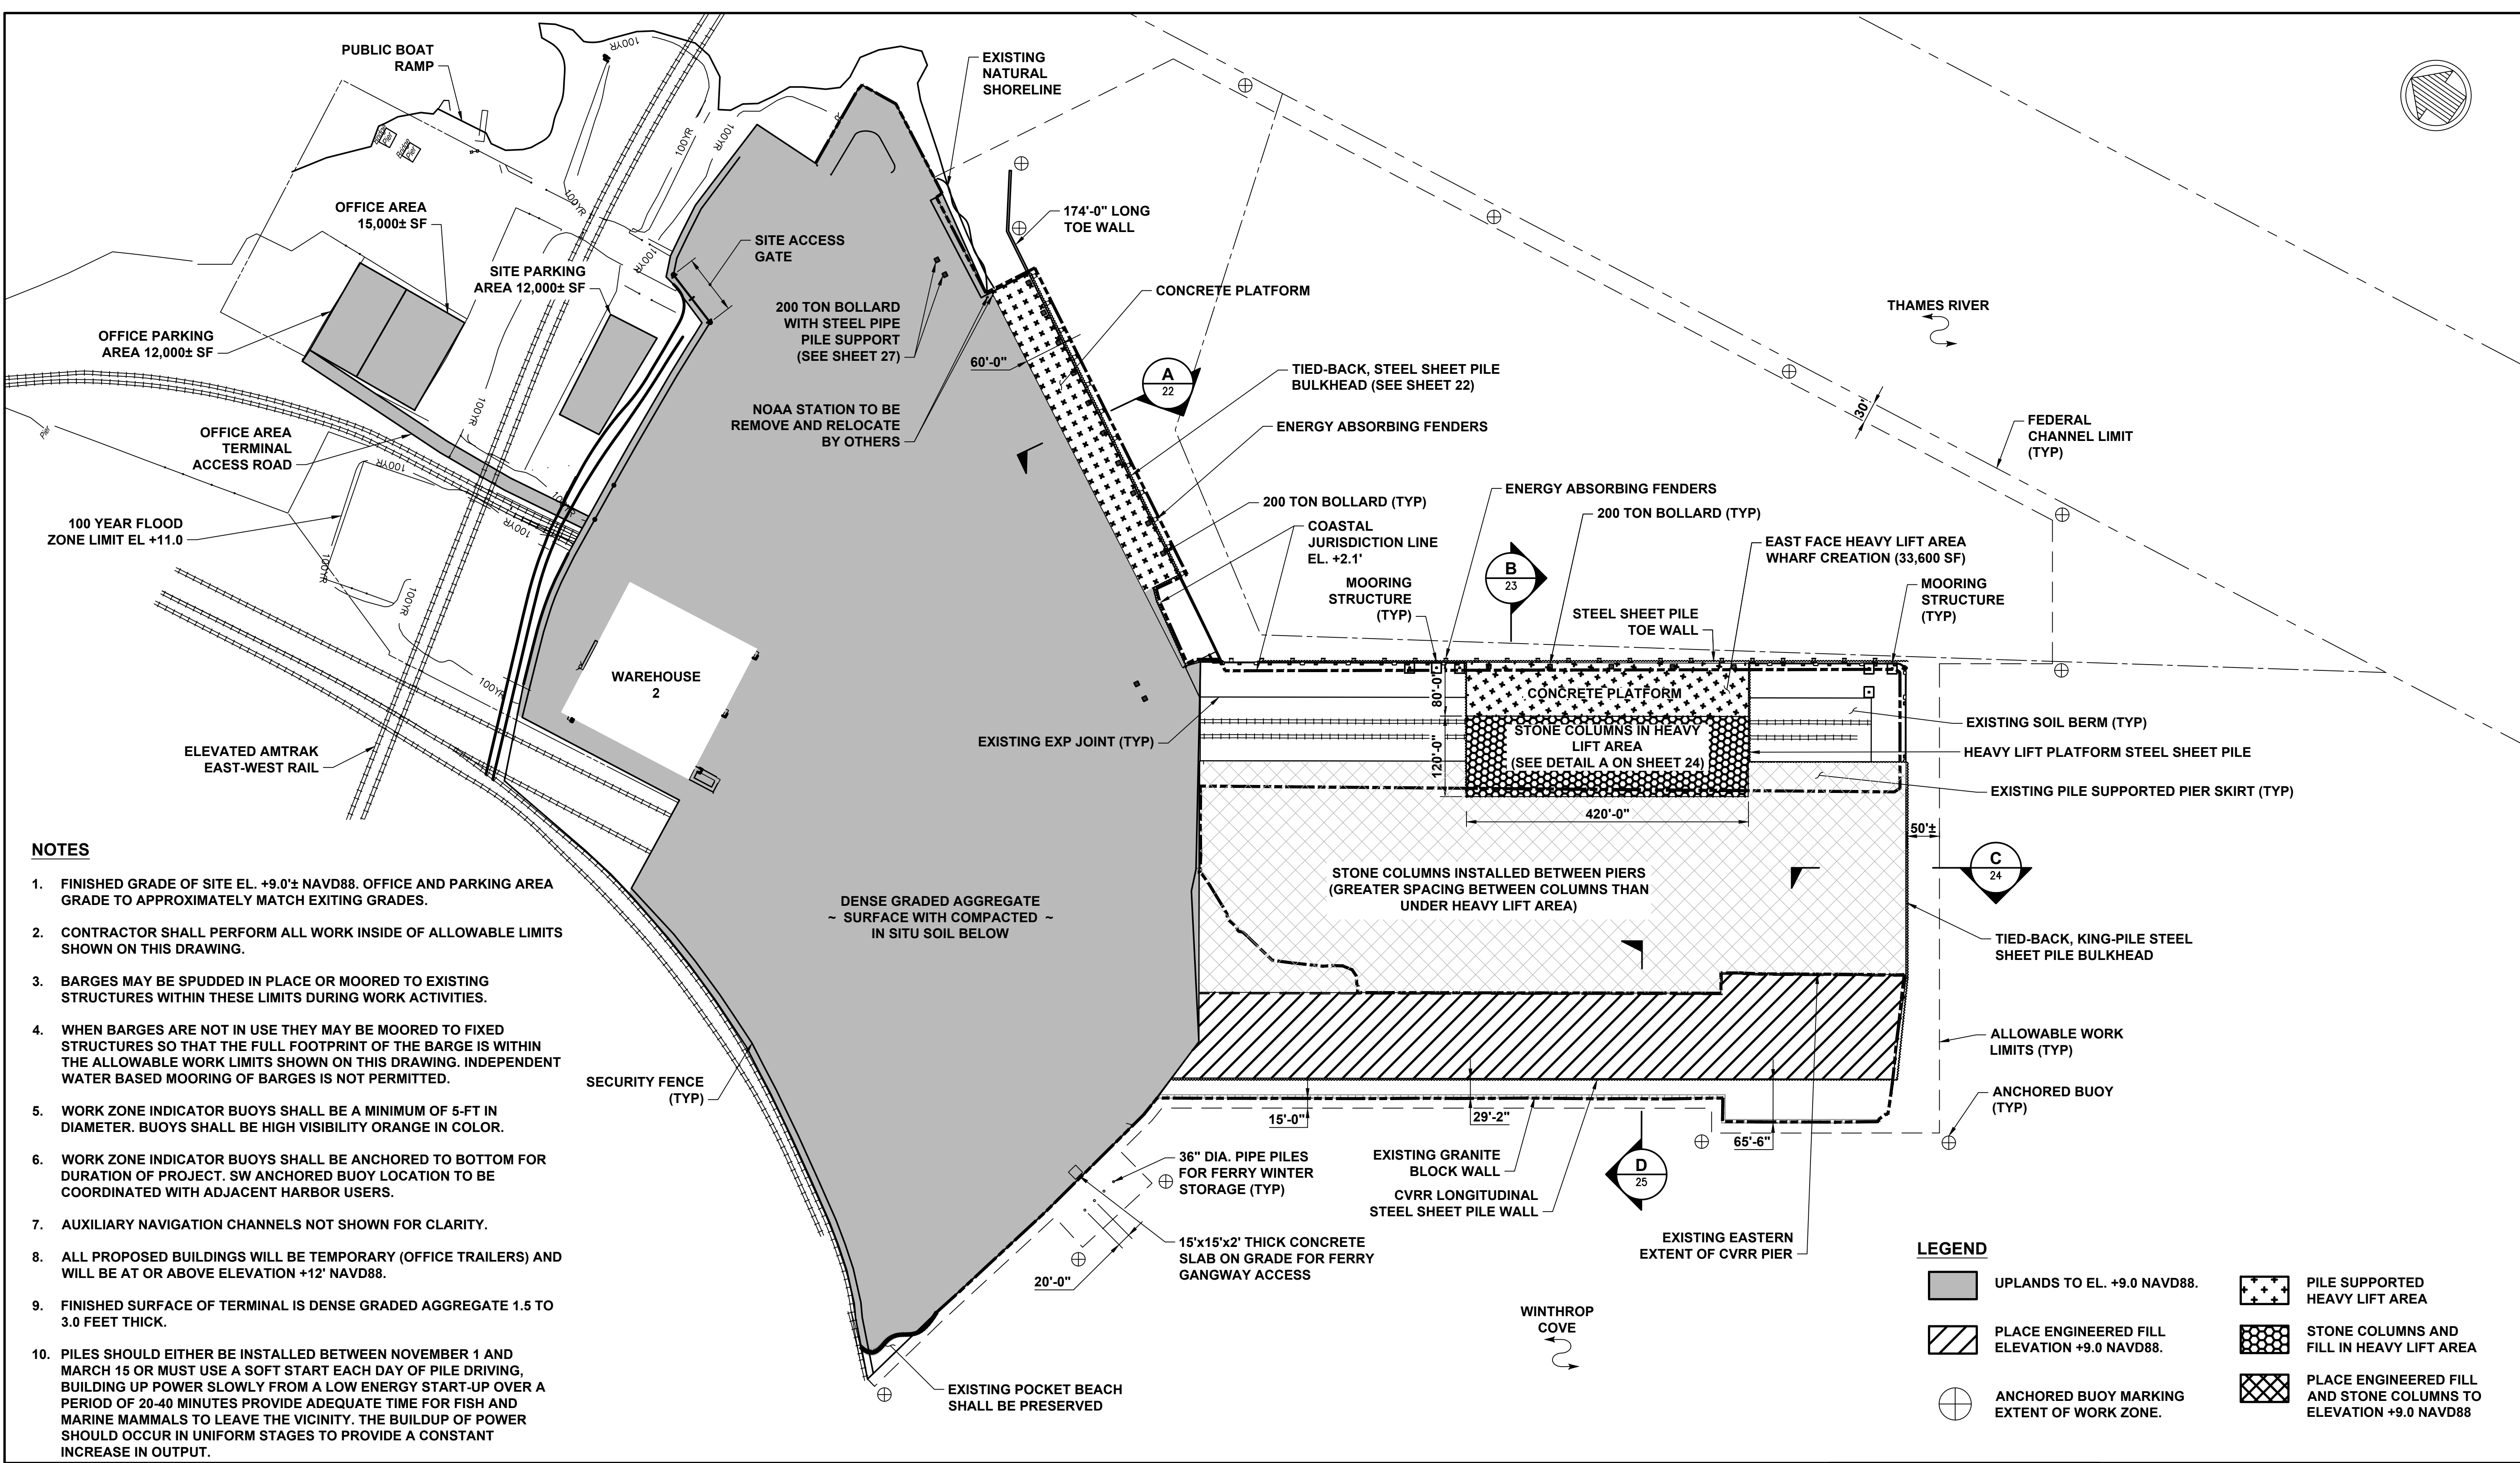 PUBLIC BOAT
RAMP
EXISTING
NATURAL
SHORELINE
100YR
100YR
100YR
100YR
100YR
Bridge
Pier
Bridge
Pier
OFFICE AREA
15,000± SF
SITE PARKING
AREA 12,000± SF
SITE ACCESS
GATE
174'-0" LONG
TOE WALL
CONCRETE PLATFORM
THAMES RIVER
OFFICE PARKING
AREA 12,000± SF
200 TON BOLLARD
WITH STEEL PIPE
PILE SUPPORT
(SEE SHEET 27)
60'-0"
A
22
TIED-BACK, STEEL SHEET PILE
BULKHEAD (SEE SHEET 22)
30'
NOAA STATION TO BE
REMOVE AND RELOCATE
BY OTHERS
ENERGY ABSORBING FENDERS
FEDERAL
CHANNEL LIMIT
(TYP)
Pier
OFFICE AREA
TERMINAL
ACCESS ROAD
100YR
100YR
100YR
100YR
100YR
100YR
100YR
100 YEAR FLOOD
ZONE LIMIT EL +11.0
200 TON BOLLARD (TYP)
COASTAL
JURISDICTION LINE
EL. +2.1'
ENERGY ABSORBING FENDERS
200 TON BOLLARD (TYP)
EAST FACE HEAVY LIFT AREA
WHARF CREATION (33,600 SF)
MOORING
STRUCTURE
(TYP)
B
23
STEEL SHEET PILE
TOE WALL
MOORING
STRUCTURE
(TYP)
WAREHOUSE
2
80'-0"
CONCRETE PLATFORM
EXISTING SOIL BERM (TYP)
EXISTING EXP JOINT (TYP)
STONE COLUMNS IN HEAVY
LIFT AREA
(SEE DETAIL A ON SHEET 24)
120'-0"
HEAVY LIFT PLATFORM STEEL SHEET PILE
EXISTING PILE SUPPORTED PIER SKIRT (TYP)
420'-0"
50'±
ELEVATED AMTRAK
EAST-WEST RAIL
C
24
STONE COLUMNS INSTALLED BETWEEN PIERS
(GREATER SPACING BETWEEN COLUMNS THAN
UNDER HEAVY LIFT AREA)
DENSE GRADED AGGREGATE
~ SURFACE WITH COMPACTED ~
IN SITU SOIL BELOW
TIED-BACK, KING-PILE STEEL
SHEET PILE BULKHEAD
ALLOWABLE WORK
LIMITS (TYP)
SECURITY FENCE
(TYP)
ANCHORED BUOY
(TYP)
15'-0"
29'-2"
65'-6"
36" DIA. PIPE PILES
FOR FERRY WINTER
STORAGE (TYP)
EXISTING GRANITE
BLOCK WALL
CVRR LONGITUDINAL
STEEL SHEET PILE WALL
D
25
EXISTING EASTERN
EXTENT OF CVRR PIER
15'x15'x2' THICK CONCRETE
SLAB ON GRADE FOR FERRY
GANGWAY ACCESS
20'-0"
WINTHROP
COVE
EXISTING POCKET BEACH
SHALL BE PRESERVED
NOTES
1. FINISHED GRADE OF SITE EL. +9.0'± NAVD88. OFFICE AND PARKING AREA
GRADE TO APPROXIMATELY MATCH EXITING GRADES.
2. CONTRACTOR SHALL PERFORM ALL WORK INSIDE OF ALLOWABLE LIMITS
SHOWN ON THIS DRAWING.
3. BARGES MAY BE SPUDDED IN PLACE OR MOORED TO EXISTING
STRUCTURES WITHIN THESE LIMITS DURING WORK ACTIVITIES.
4. WHEN BARGES ARE NOT IN USE THEY MAY BE MOORED TO FIXED
STRUCTURES SO THAT THE FULL FOOTPRINT OF THE BARGE IS WITHIN
THE ALLOWABLE WORK LIMITS SHOWN ON THIS DRAWING. INDEPENDENT
WATER BASED MOORING OF BARGES IS NOT PERMITTED.
5. WORK ZONE INDICATOR BUOYS SHALL BE A MINIMUM OF 5-FT IN
DIAMETER. BUOYS SHALL BE HIGH VISIBILITY ORANGE IN COLOR.
6. WORK ZONE INDICATOR BUOYS SHALL BE ANCHORED TO BOTTOM FOR
DURATION OF PROJECT. SW ANCHORED BUOY LOCATION TO BE
COORDINATED WITH ADJACENT HARBOR USERS.
7. AUXILIARY NAVIGATION CHANNELS NOT SHOWN FOR CLARITY.
8. ALL PROPOSED BUILDINGS WILL BE TEMPORARY (OFFICE TRAILERS) AND
WILL BE AT OR ABOVE ELEVATION +12' NAVD88.
9. FINISHED SURFACE OF TERMINAL IS DENSE GRADED AGGREGATE 1.5 TO
3.0 FEET THICK.
10. PILES SHOULD EITHER BE INSTALLED BETWEEN NOVEMBER 1 AND
MARCH 15 OR MUST USE A SOFT START EACH DAY OF PILE DRIVING,
BUILDING UP POWER SLOWLY FROM A LOW ENERGY START-UP OVER A
PERIOD OF 20-40 MINUTES PROVIDE ADEQUATE TIME FOR FISH AND
MARINE MAMMALS TO LEAVE THE VICINITY. THE BUILDUP OF POWER
SHOULD OCCUR IN UNIFORM STAGES TO PROVIDE A CONSTANT
INCREASE IN OUTPUT.
LEGEND
UPLANDS TO EL. +9.0 NAVD88.
PLACE ENGINEERED FILL
ELEVATION +9.0 NAVD88.
ANCHORED BUOY MARKING
EXTENT OF WORK ZONE.
PILE SUPPORTED
HEAVY LIFT AREA
STONE COLUMNS AND
FILL IN HEAVY LIFT AREA
PLACE ENGINEERED FILL
AND STONE COLUMNS TO
ELEVATION +9.0 NAVD88